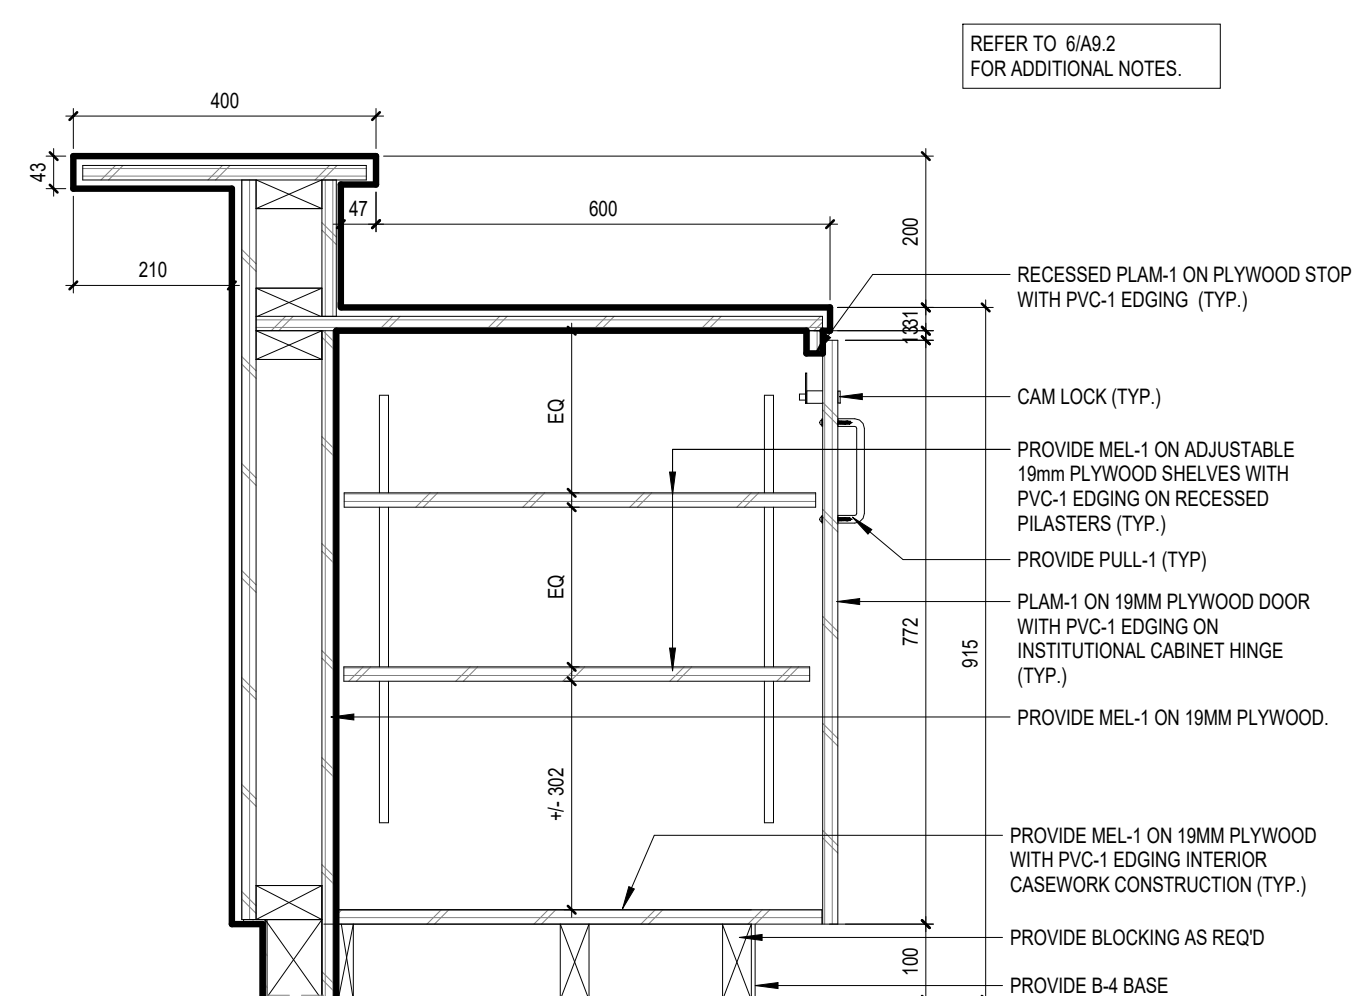 REFER TO 6/A9.2
FOR ADDITIONAL NOTES.
400
43
47
600
200
210
RECESSED PLAM-1 ON PLYWOOD STOP
WITH PVC-1 EDGING (TYP.)
31
13
CAM LOCK (TYP.)
EQ
PROVIDE MEL-1 ON ADJUSTABLE
19mm PLYWOOD SHELVES WITH
PVC-1 EDGING ON RECESSED
PILASTERS (TYP.)
PROVIDE PULL-1 (TYP)
EQ
PLAM-1 ON 19MM PLYWOOD DOOR
WITH PVC-1 EDGING ON
INSTITUTIONAL CABINET HINGE
(TYP.)
772
915
PROVIDE MEL-1 ON 19MM PLYWOOD.
+/- 302
PROVIDE MEL-1 ON 19MM PLYWOOD
WITH PVC-1 EDGING INTERIOR
CASEWORK CONSTRUCTION (TYP.)
PROVIDE BLOCKING AS REQ'D
100
PROVIDE B-4 BASE